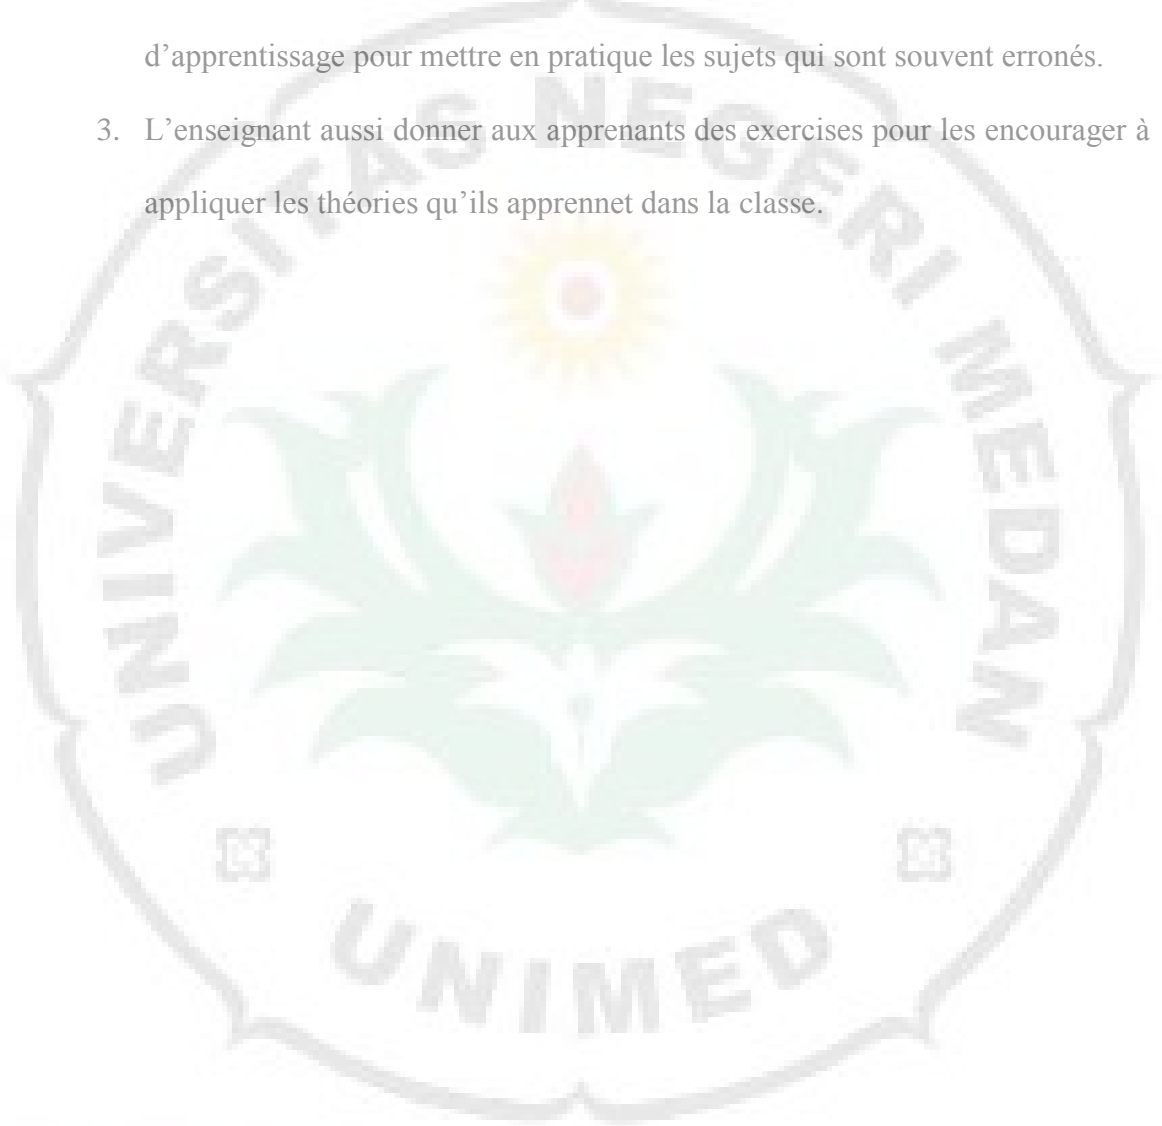 d’apprentissage pour mettre en pratique les sujets qui sont souvent erronés.
3. L’enseignant aussi donner aux apprenants des exercises pour les encourager à
appliquer les théories qu’ils apprennet dans la classe.
UNIVERSITAS NEGERI MEDAN
UNIMED